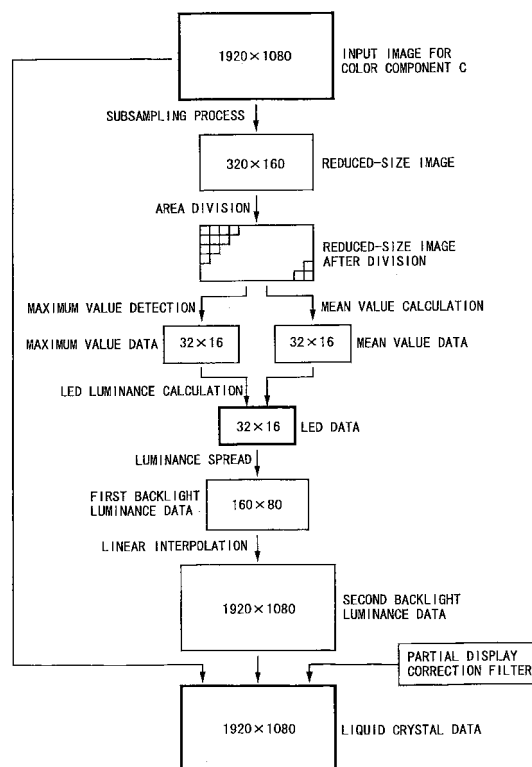 1920×1080
INPUT IMAGE FOR
COLOR COMPONENT C
SUBSAMPLING PROCESS
320×160
REDUCED-SIZE IMAGE
AREA DIVISION
REDUCED-SIZE IMAGE
AFTER DIVISION
MAXIMUM VALUE DETECTION
MEAN VALUE CALCULATION
MAXIMUM VALUE DATA
32×16
32×16
MEAN VALUE DATA
LED LUMINANCE CALCULATION
32×16
LED DATA
LUMINANCE SPREAD
FIRST BACKLIGHT
LUMINANCE DATA
160×80
LINEAR INTERPOLATION
1920×1080
SECOND BACKLIGHT
LUMINANCE DATA
PARTIAL DISPLAY
CORRECTION FILTER
1920×1080
LIQUID CRYSTAL DATA